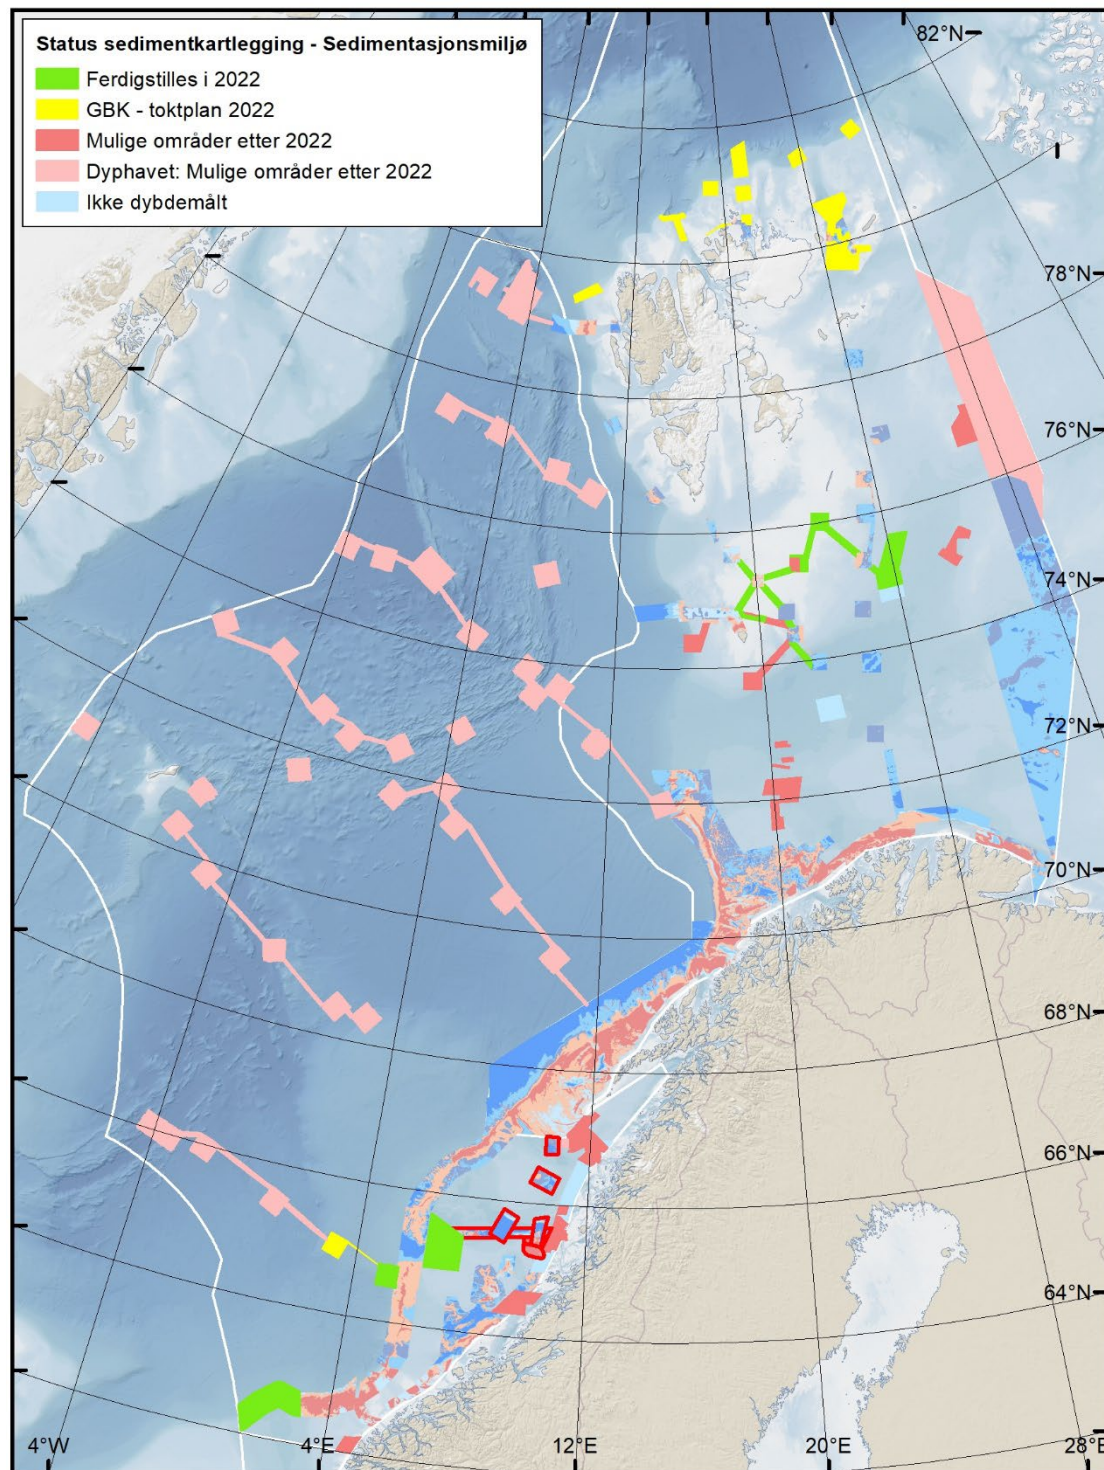 Status sedimentkartlegging - Sedimentasjonsmiljø
Ferdigstilles i 2022
GBK - toktplan 2022
Mulige områder etter 2022
Dyphavet: Mulige områder etter 2022
Ikke dybdemålt
82°N
78°N
76°N
74°N
72°N
70°N
68°N
66°N
64°N
4°W
4°E
12°E
20°E
28°E